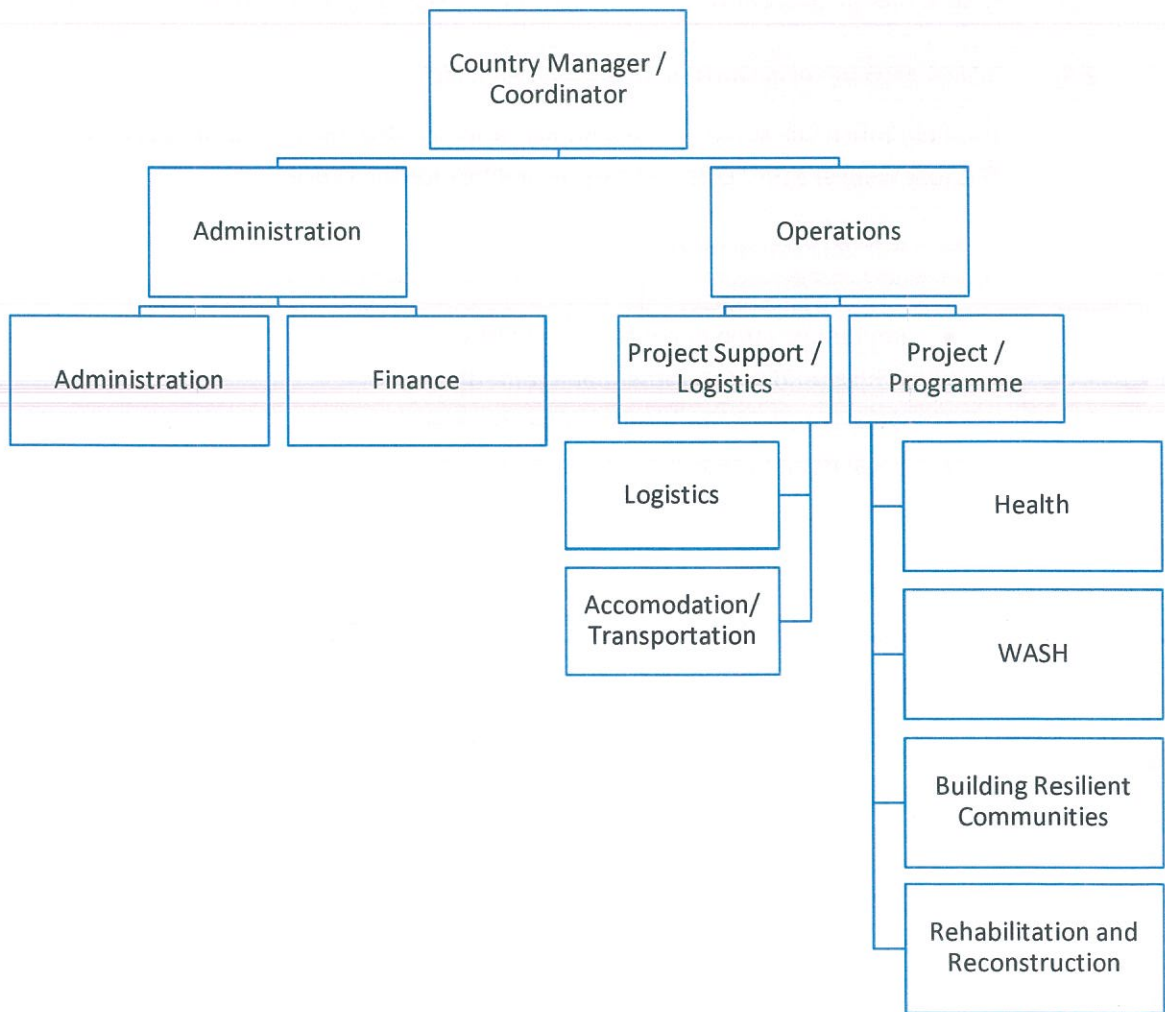 Country Manager /
Coordinator
Administration
Operations
Administration
Finance
Project Support /
Logistics
Project /
Programme
Logistics
Accomodation/
Transportation
Health
WASH
Building Resilient
Communities
Rehabilitation and
Reconstruction